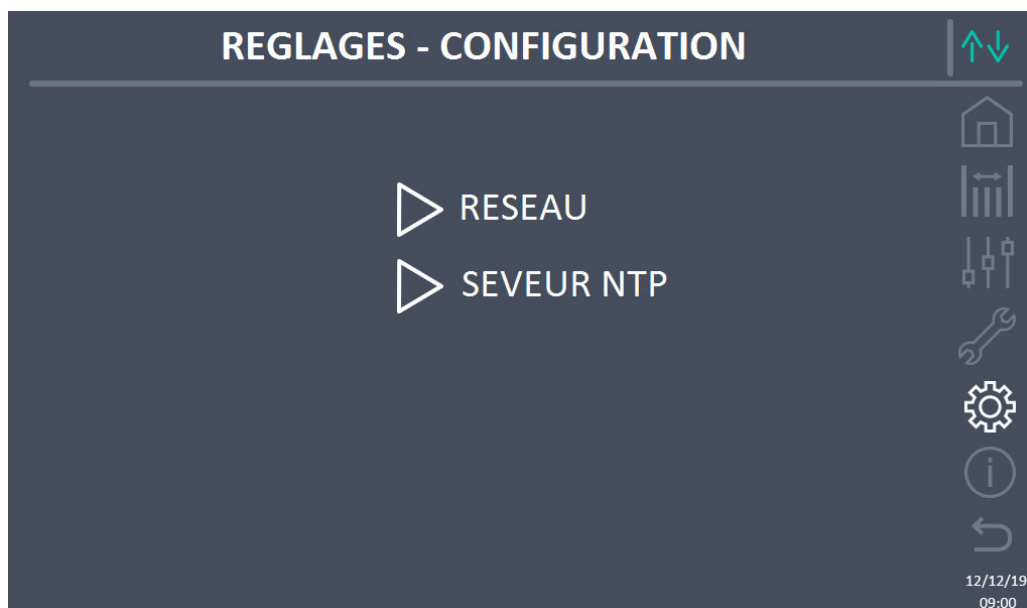 REGLAGES - CONFIGURATION
RESEAU
SEVEUR NTP
12/12/19
09:00